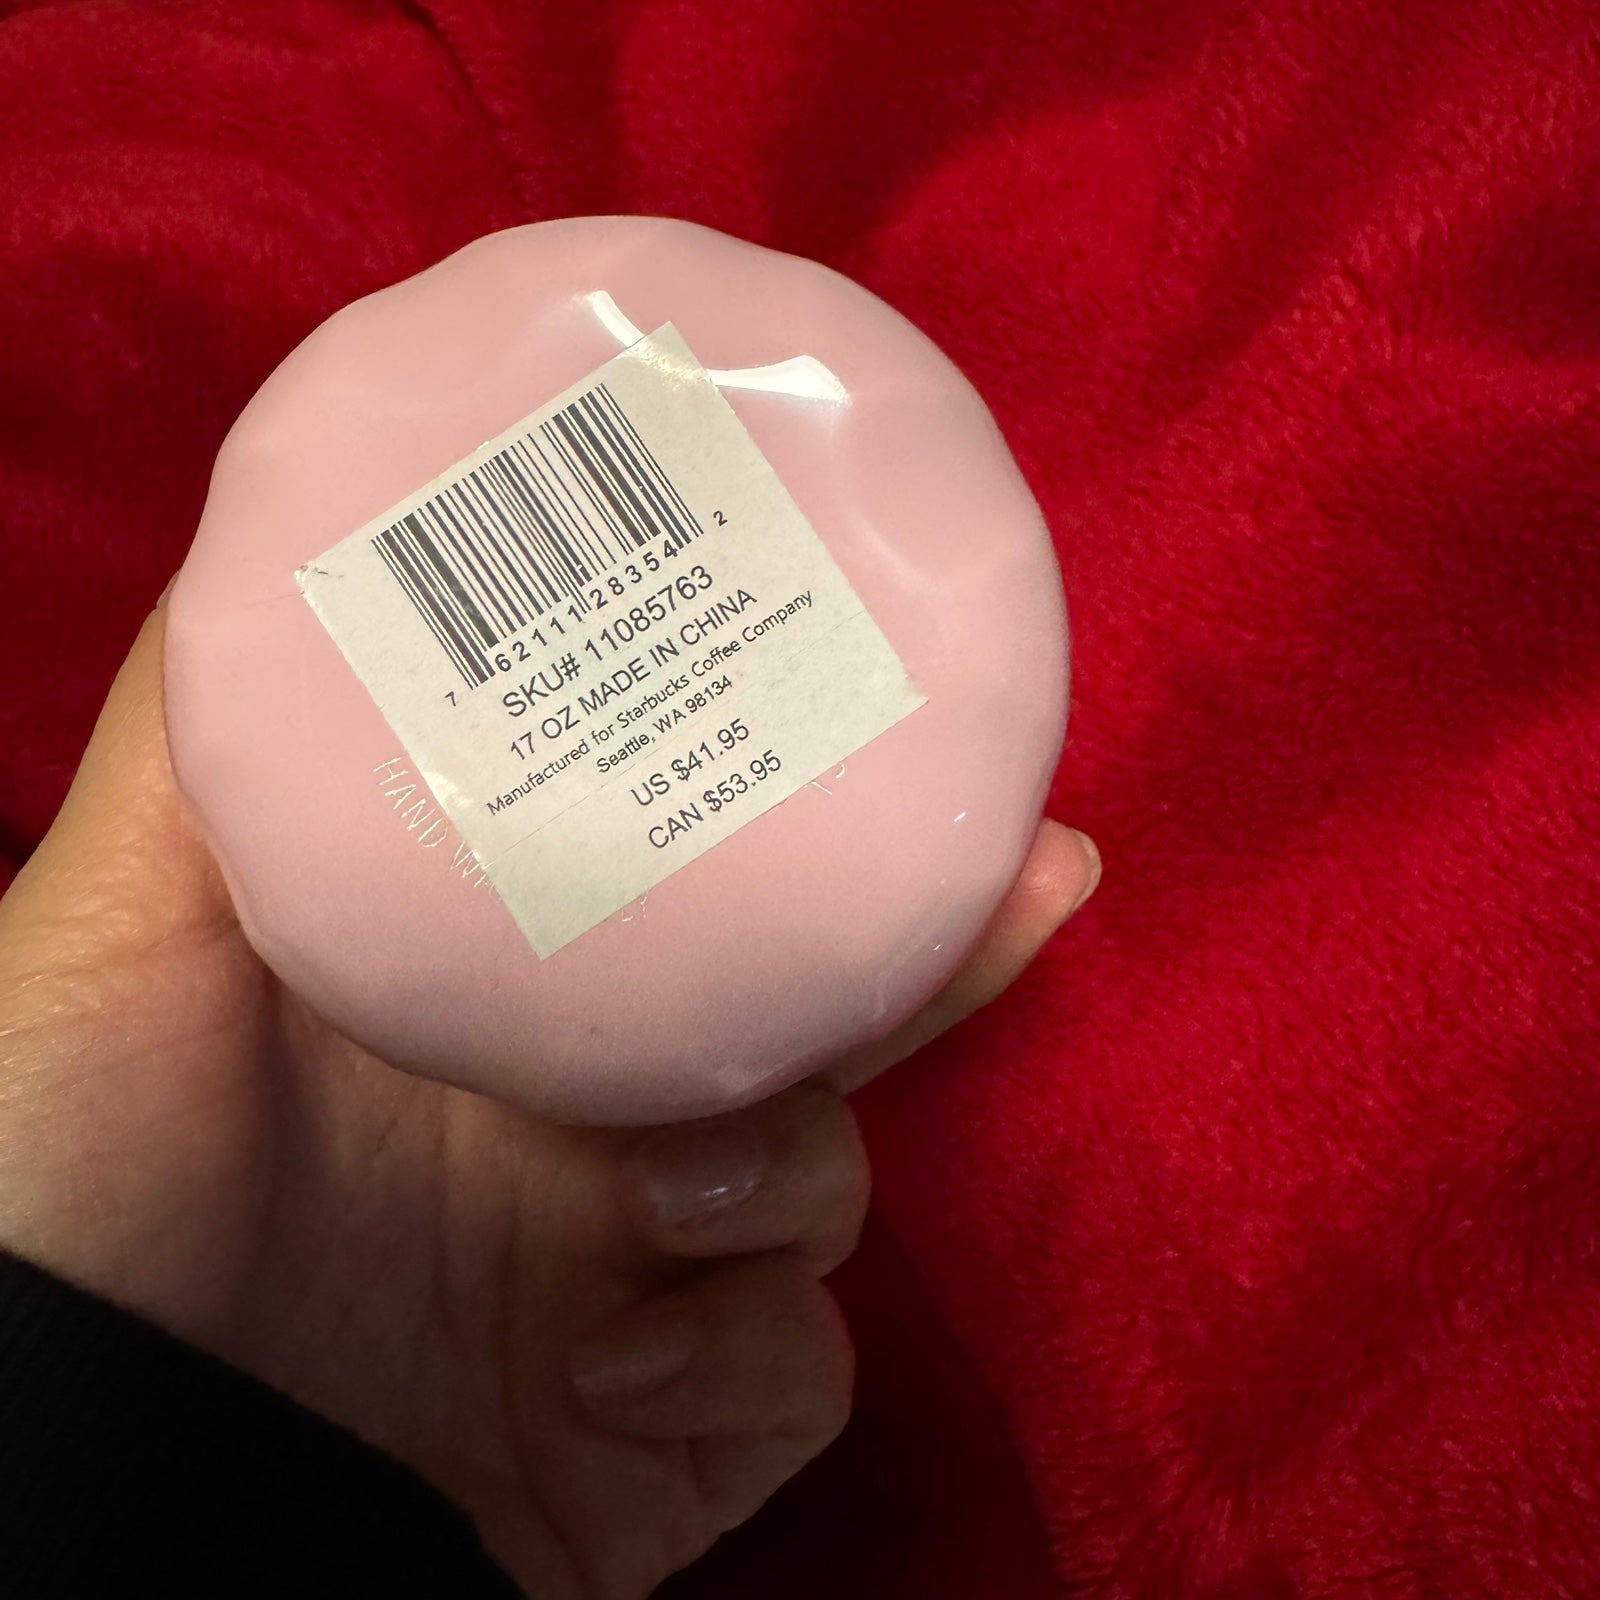 7 62111 28354 2
SKU# 11085763
17 OZ MADE IN CHINA
Manufactured for Starbucks Coffee Company
Seattle, WA 98134
US $41.95
CAN $53.95
HAND